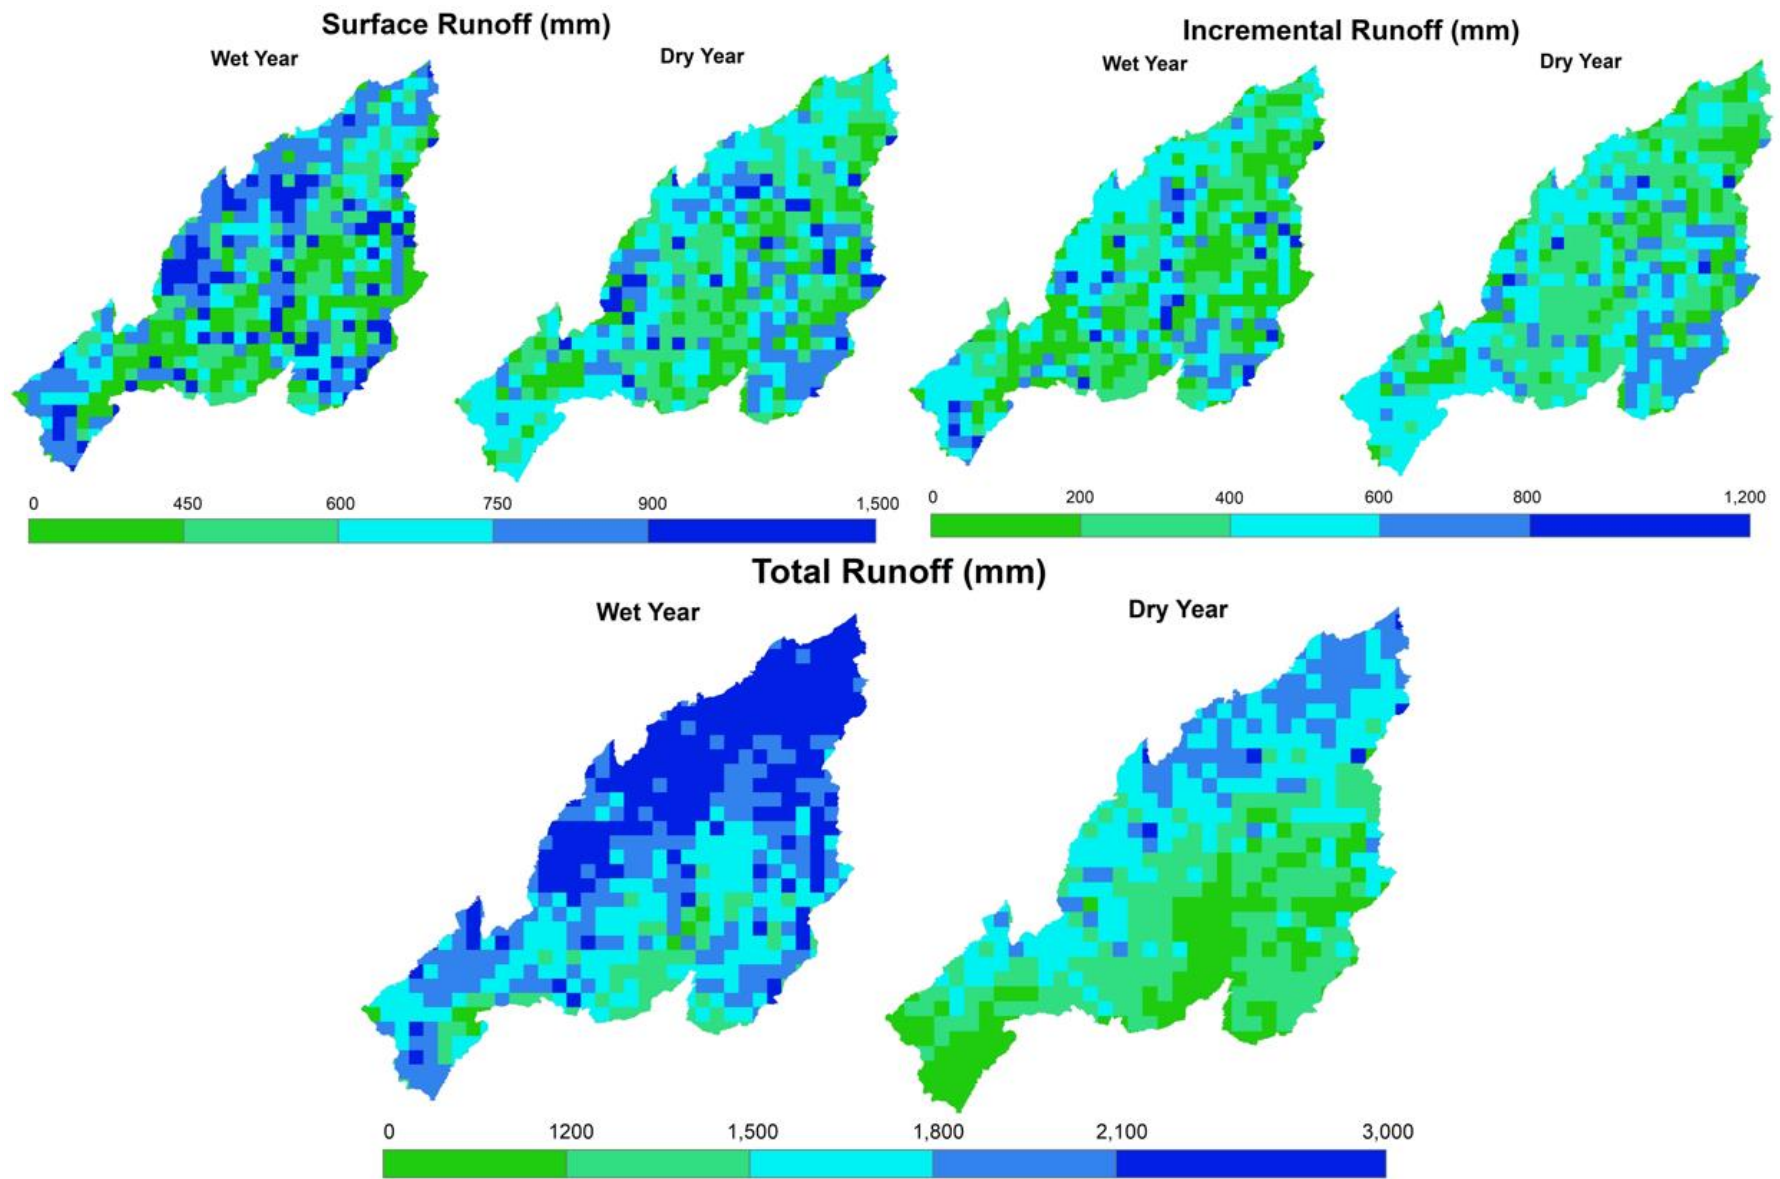 Surface Runoff (mm)
Wet Year
Dry Year
0 450 600 750 900 1,500
Incremental Runoff (mm)
Wet Year
Dry Year
0 200 400 600 800 1,200
Total Runoff (mm)
Wet Year
Dry Year
0 1200 1,500 1,800 2,100 3,000